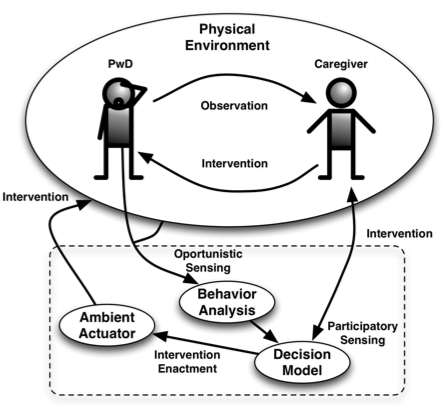 Physical
Environment
PwD
Caregiver
Observation
Intervention
Intervention
Intervention
Oportunistic
Sensing
Behavior
Analysis
Ambient
Actuator
Participatory
Sensing
Intervention
Enactment
Decision
Model